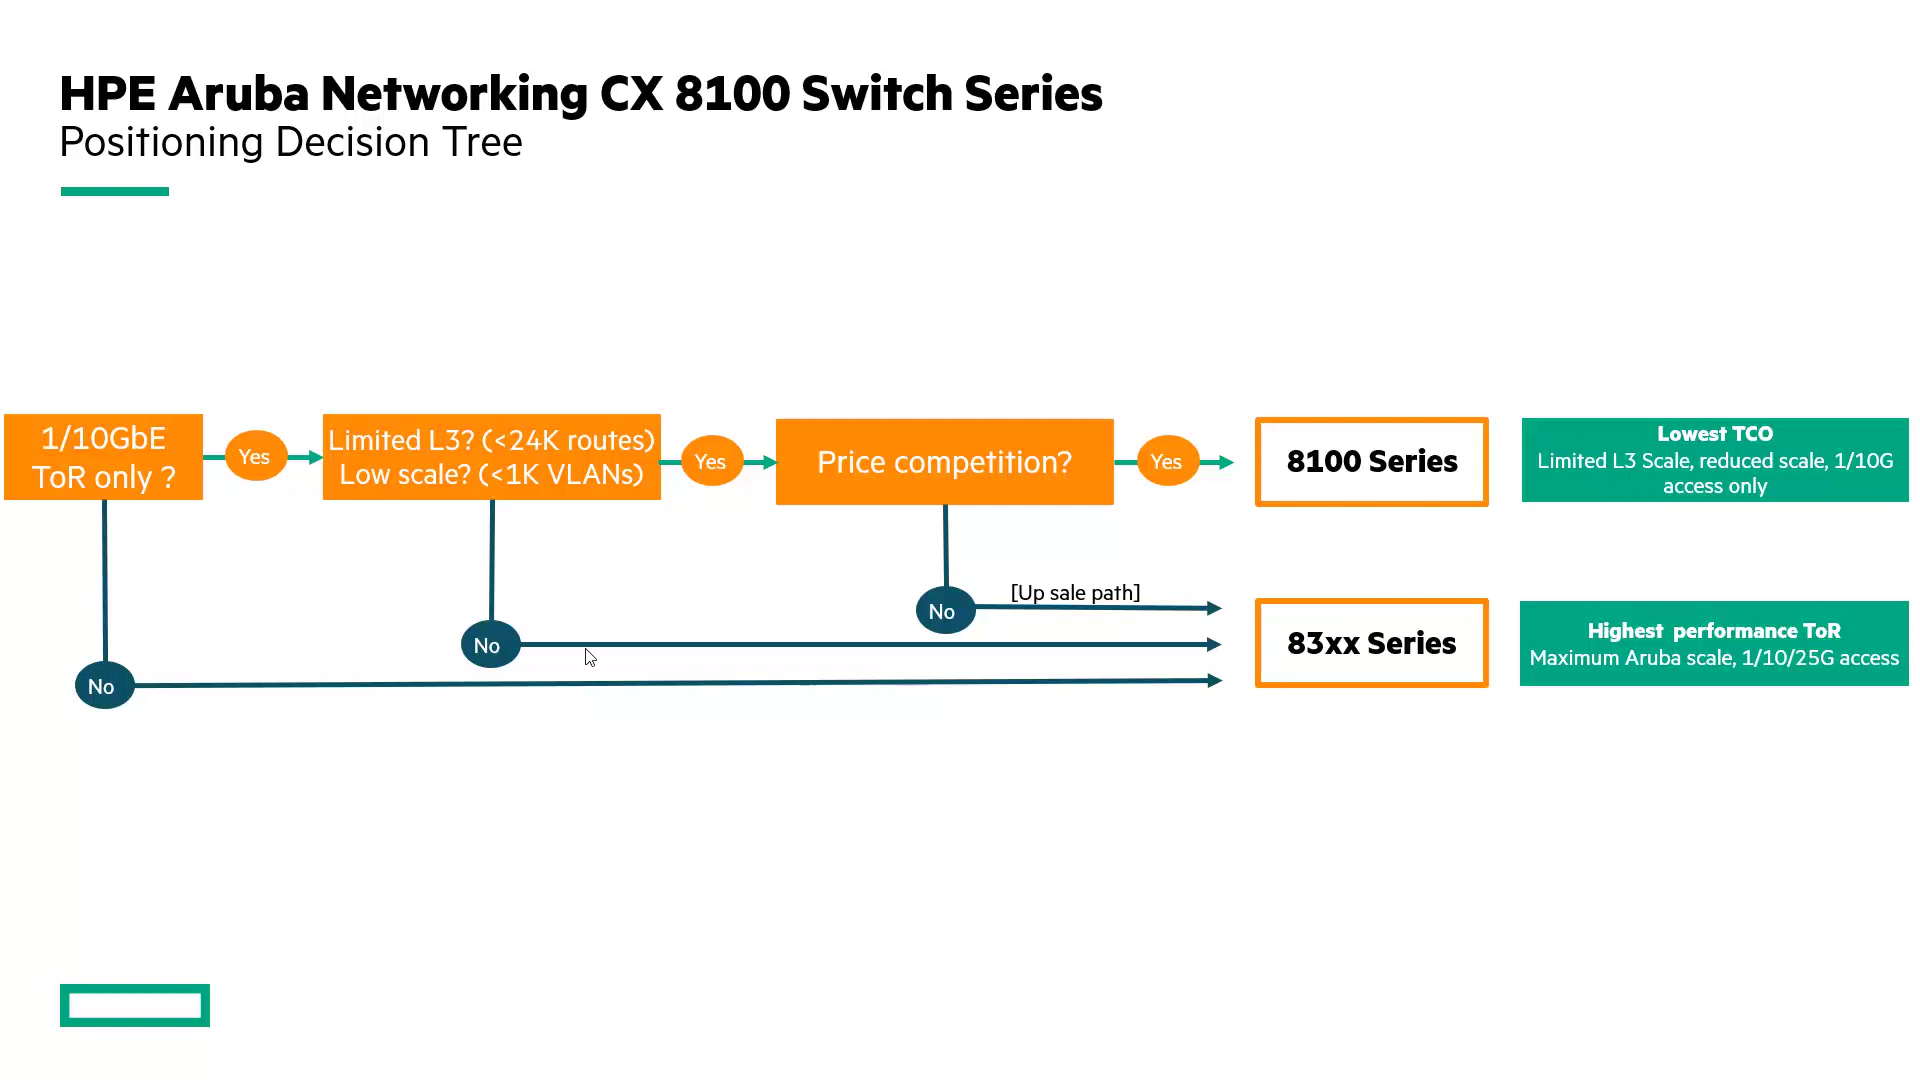 HPE Aruba Networking CX 8100 Switch Series
Positioning Decision Tree
1/10GbE
ToR only ?
Yes
Limited L3? (<24K routes)
Low scale? (<1K VLANs)
Yes
Price competition?
Yes
8100 Series
Lowest TCO
Limited L3 Scale, reduced scale, 1/10G
access only
[Up sale path]
No
No
No
83xx Series
Highest  performance ToR
Maximum Aruba scale, 1/10/25G access